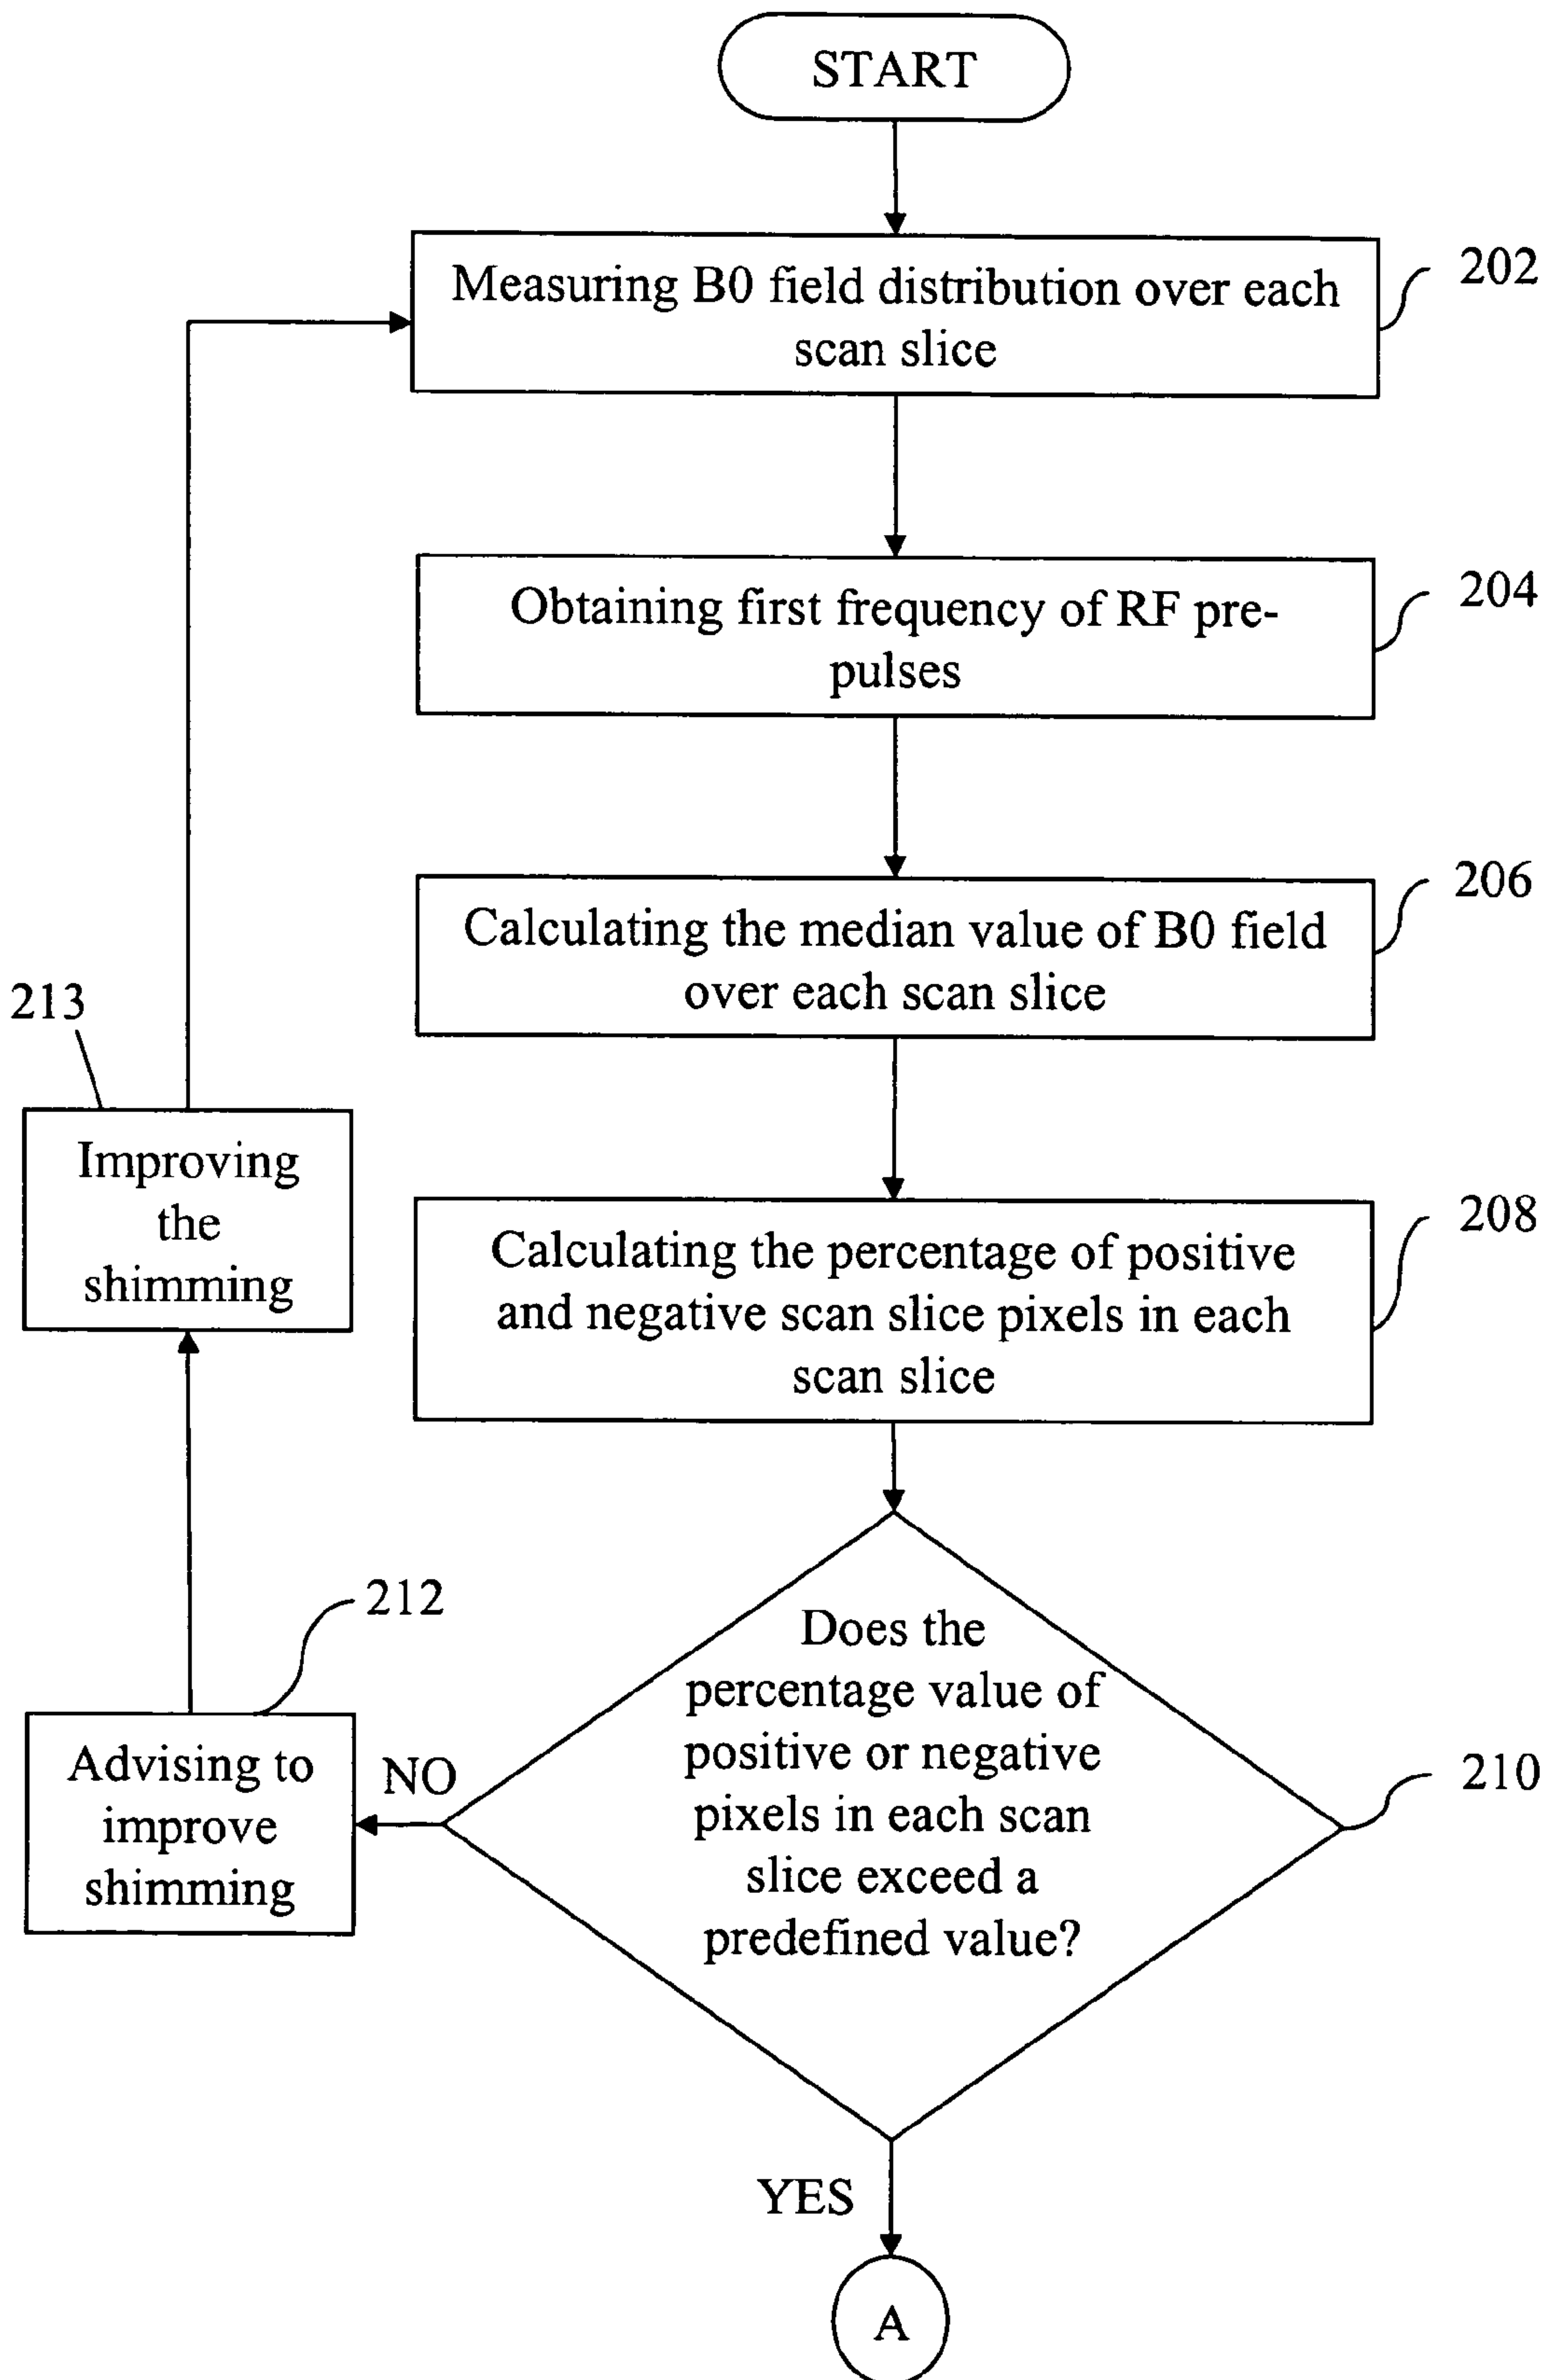 START
Measuring B0 field distribution over each
scan slice
202
Obtaining first frequency of RF pre-
pulses
204
Calculating the median value of B0 field
over each scan slice
206
213
Improving
the
shimming
Calculating the percentage of positive
and negative scan slice pixels in each
scan slice
208
212
Advising to
improve
shimming
NO
Does the
percentage value of
positive or negative
pixels in each scan
slice exceed a
predefined value?
210
YES
A